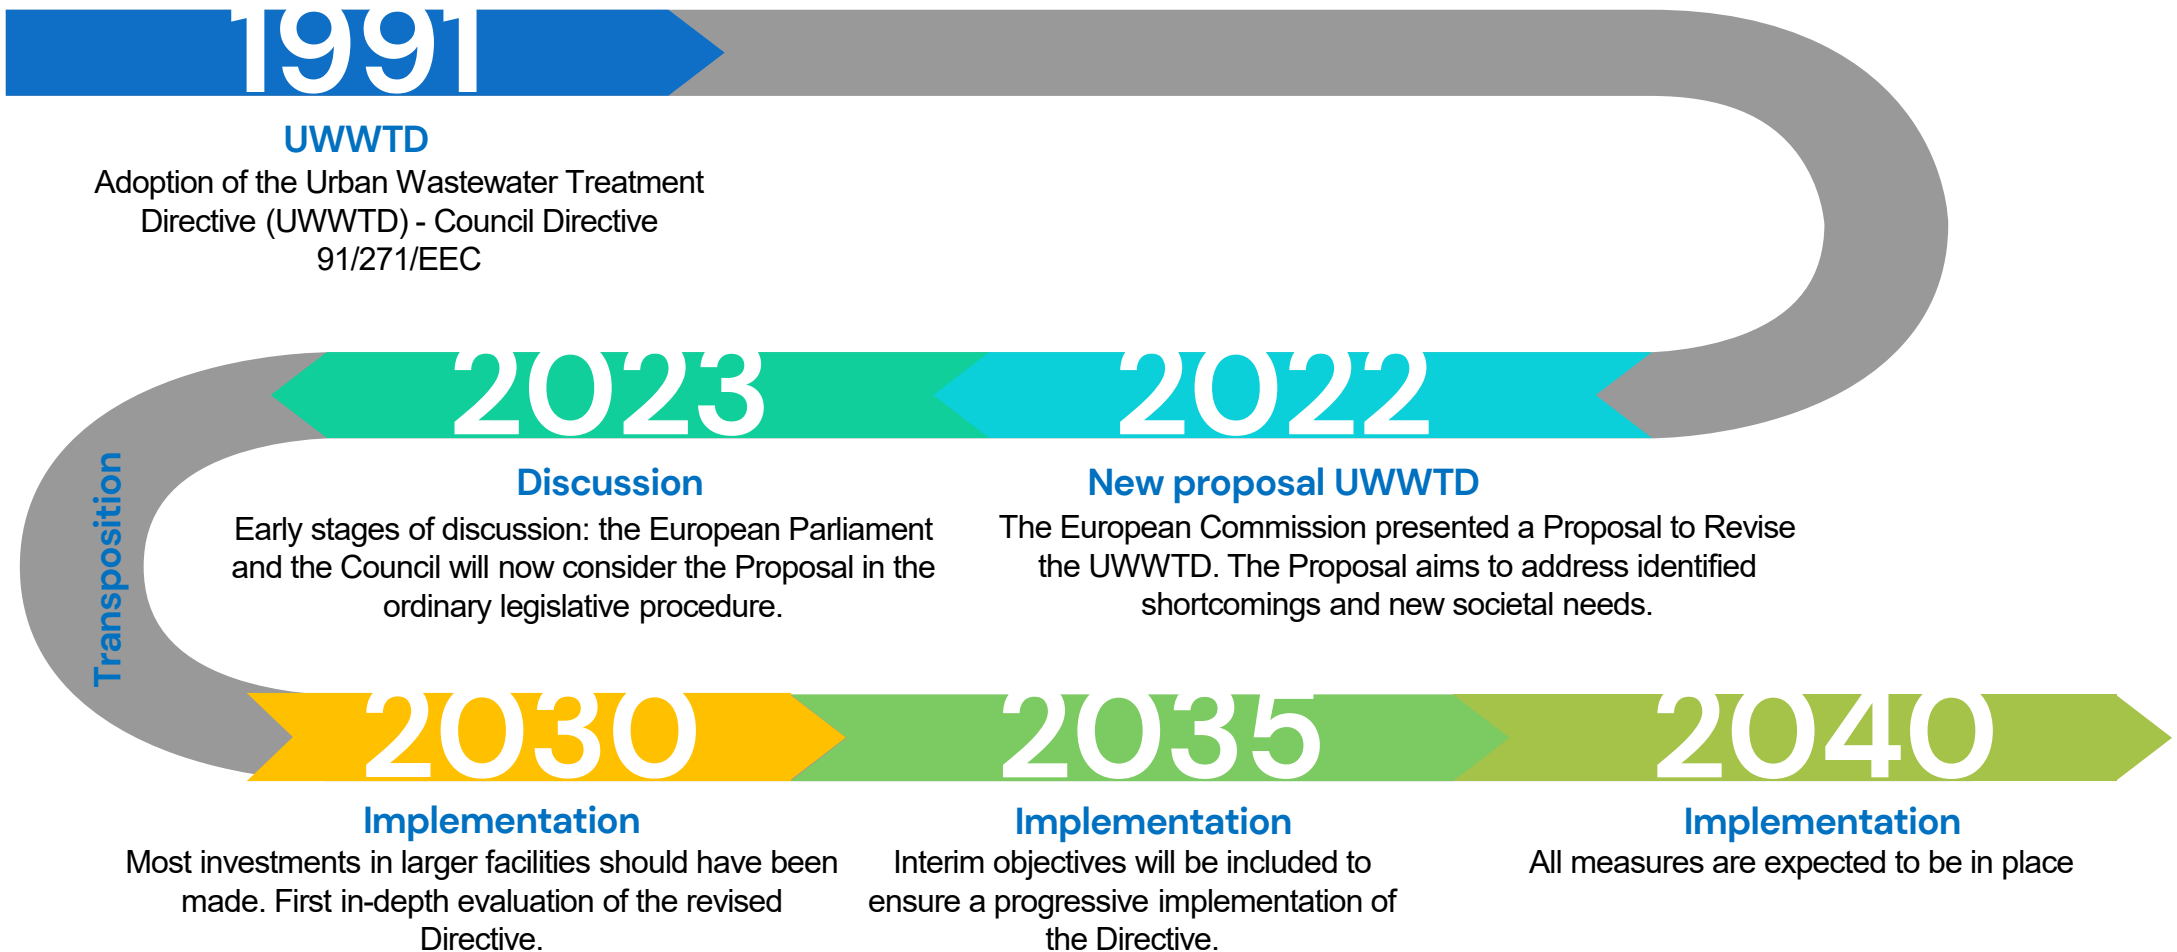 1991
UWWTD
Adoption of the Urban Wastewater Treatment
Directive (UWWTD) - Council Directive
91/271/EEC
2022
New proposal UWWTD
The European Commission presented a Proposal to Revise
the UWWTD. The Proposal aims to address identified
shortcomings and new societal needs.
2023
Discussion
Early stages of discussion: the European Parliament
and the Council will now consider the Proposal in the
ordinary legislative procedure.
Transposition
2030
Implementation
Most investments in larger facilities should have been
made. First in-depth evaluation of the revised
Directive.
2035
Implementation
Interim objectives will be included to
ensure a progressive implementation of
the Directive.
2040
Implementation
All measures are expected to be in place